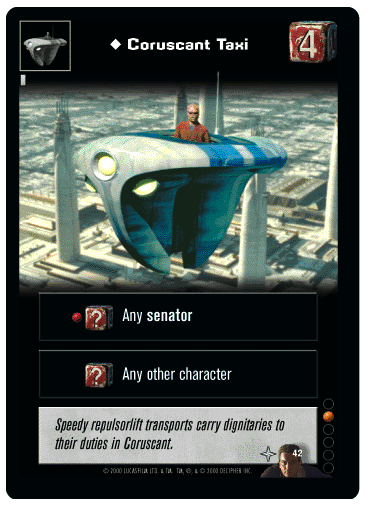 Coruscant Taxi
4
? Any senator
? Any other character
Speedy repulsorlift transports carry dignitaries to
their duties in Coruscant.
42
© 2000 LUCASFILM LTD. & TM. TM, ®, & © 2000 DECIPHER INC.